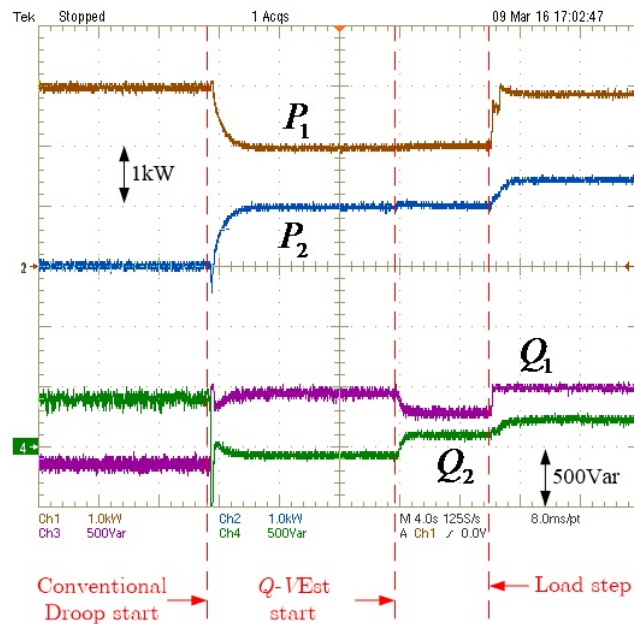 Tek Stopped 1 Acqs 09 Mar 16 17:02:47
P1
1kW
P2
2
Q1
4
Q2
500Var
Ch1 1.0kW Ch2 1.0kW M 4.0s 125S/s 8.0ms/pt
Ch3 500Var Ch4 500Var A Ch1 0.0V
Conventional
Droop start
Q-VEst
start
Load step